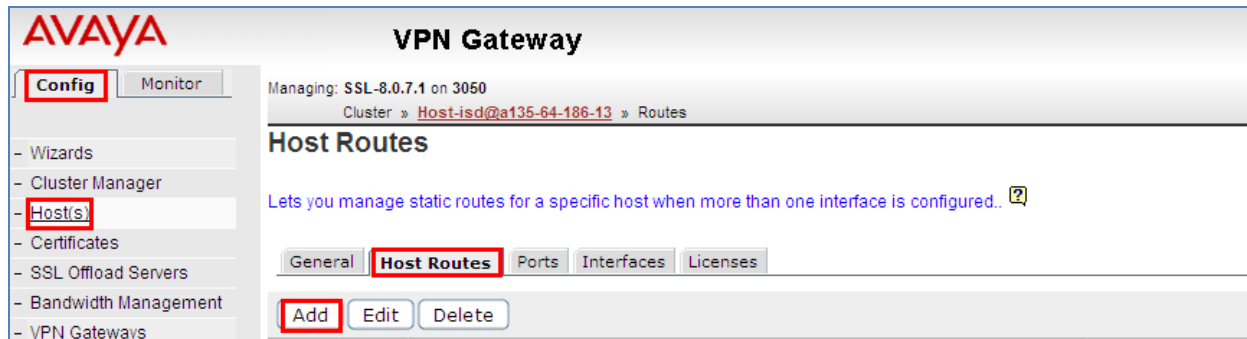 AVAYA
VPN Gateway
Config
Monitor
Managing: SSL-8.0.7.1 on 3050
Cluster » Host-isd@a135-64-186-13 » Routes
Host Routes
Lets you manage static routes for a specific host when more than one interface is configured.. ?
General
Host Routes
Ports
Interfaces
Licenses
Add
Edit
Delete
– Wizards
– Cluster Manager
– Host(s)
– Certificates
– SSL Offload Servers
– Bandwidth Management
– VPN Gateways